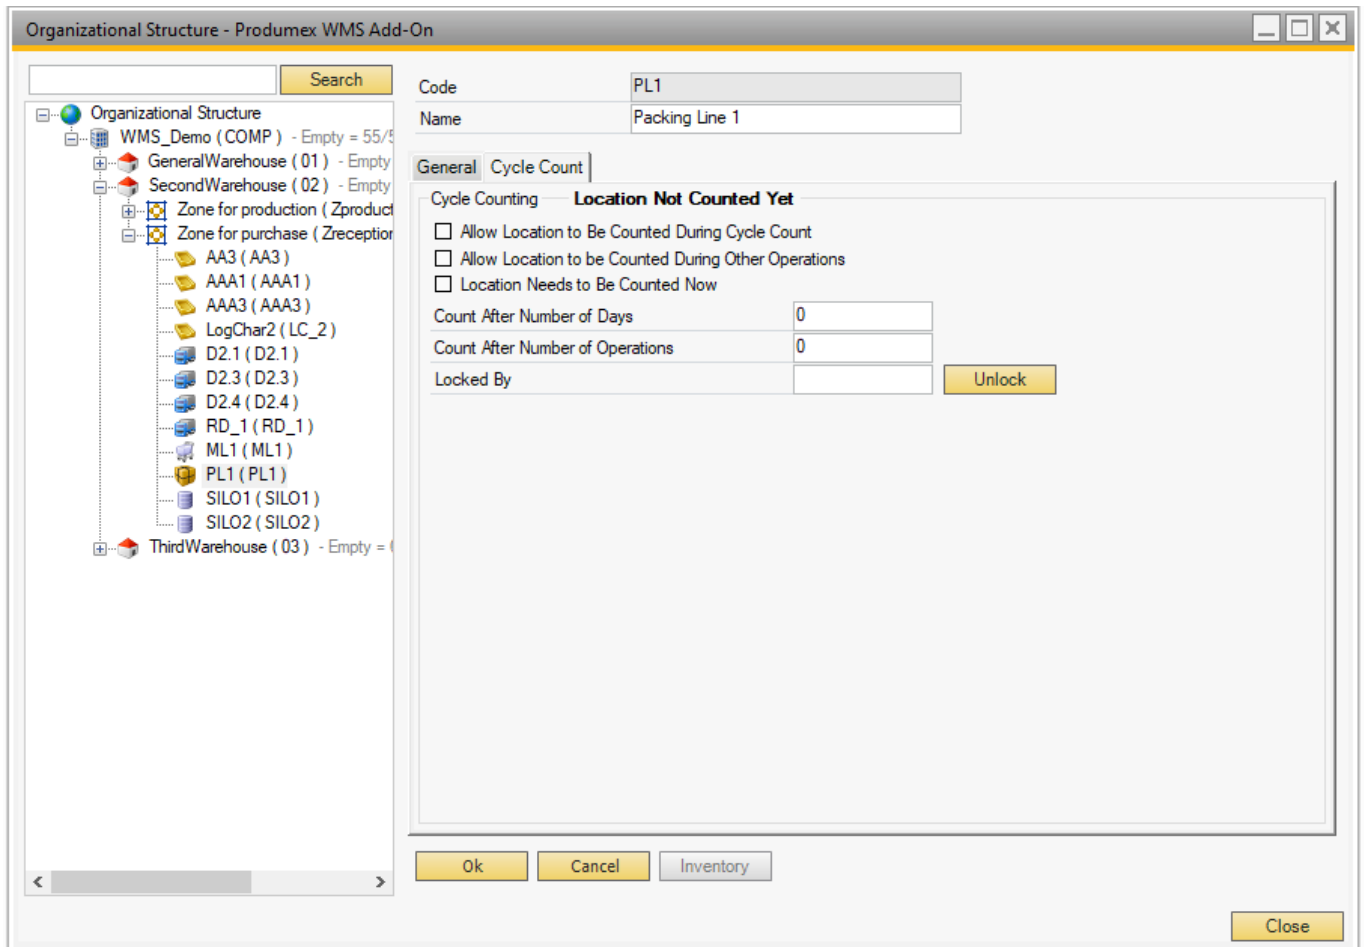 Organizational Structure - Produmex WMS Add-On
Search
Organizational Structure
WMS_Demo ( COMP ) - Empty = 55/5
GeneralWarehouse ( 01 ) - Empty
SecondWarehouse ( 02 ) - Empty
Zone for production ( Zproduct
Zone for purchase ( Zreception
AA3 ( AA3 )
AAA1 ( AAA1 )
AAA3 ( AAA3 )
LogChar2 ( LC_2 )
D2.1 ( D2.1 )
D2.3 ( D2.3 )
D2.4 ( D2.4 )
RD_1 ( RD_1 )
ML1 ( ML1 )
PL1 ( PL1 )
SILO1 ( SILO1 )
SILO2 ( SILO2 )
ThirdWarehouse ( 03 ) - Empty =
Code PL1
Name Packing Line 1
General Cycle Count
Cycle Counting Location Not Counted Yet
Allow Location to Be Counted During Cycle Count
Allow Location to be Counted During Other Operations
Location Needs to Be Counted Now
Count After Number of Days 0
Count After Number of Operations 0
Locked By Unlock
Ok Cancel Inventory
Close